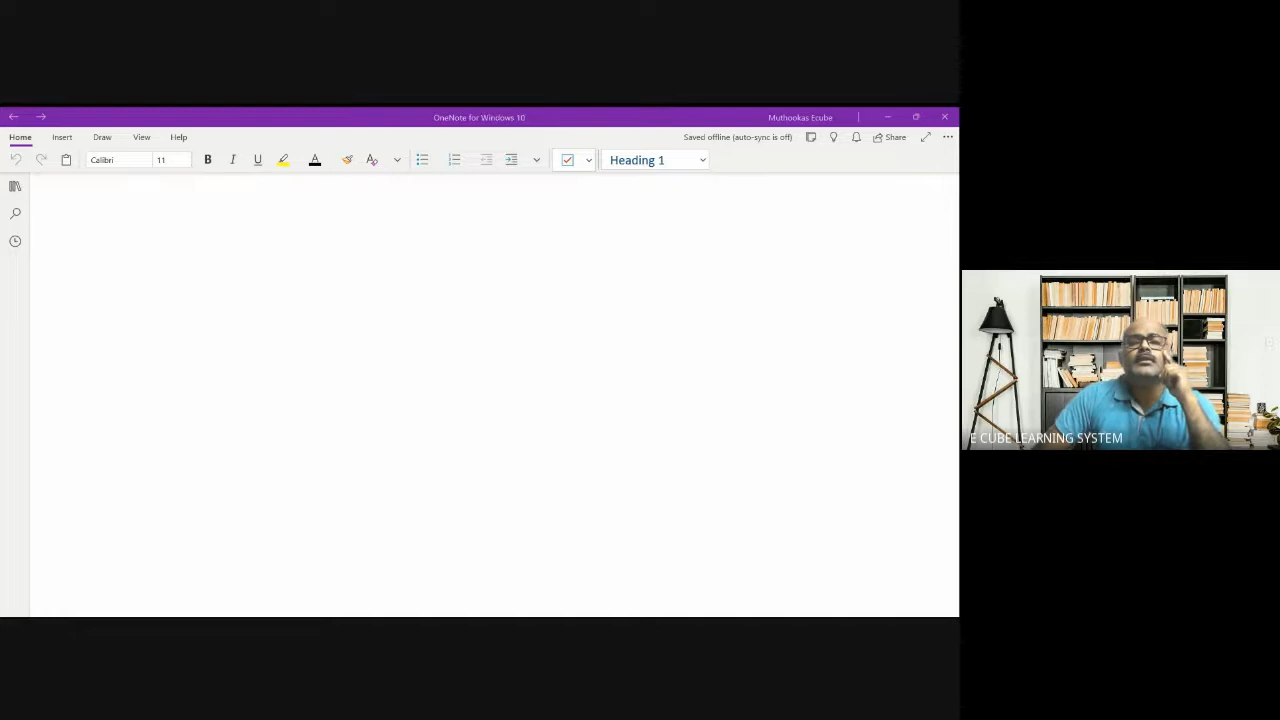 OneNote for Windows 10
Muthookas Ecube
Home Insert Draw View Help
Saved offline (auto-sync is off)
Share
Calibri 11 B I U A A Heading 1
E CUBE LEARNING SYSTEM